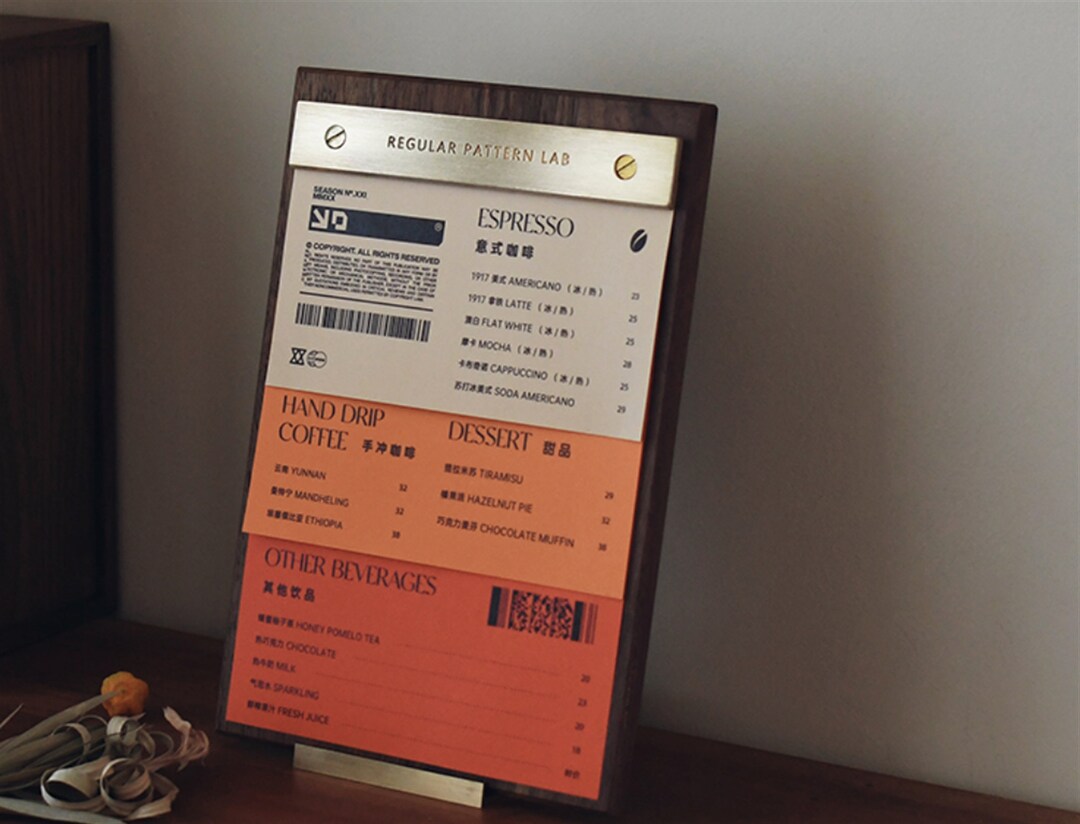 REGULAR PATTERN LAB
SEASON Nº.XXI
MMXX
© COPYRIGHT. ALL RIGHTS RESERVED
ESPRESSO
意式咖啡
1917 美式 AMERICANO（冰/热） 23
1917 拿铁 LATTE（冰/热） 25
澳白 FLAT WHITE（冰/热） 25
摩卡 MOCHA（冰/热） 28
卡布奇诺 CAPPUCCINO（冰/热） 25
苏打冰美式 SODA AMERICANO 29
HAND DRIP
COFFEE 手冲咖啡
云南 YUNNAN 32
曼特宁 MANDHELING 32
埃塞俄比亚 ETHIOPIA 38
DESSERT 甜品
提拉米苏 TIRAMISU 29
榛果派 HAZELNUT PIE 32
巧克力麦芬 CHOCOLATE MUFFIN 38
OTHER BEVERAGES
其他饮品
蜂蜜柚子茶 HONEY POMELO TEA 20
热巧克力 CHOCOLATE 23
热牛奶 MILK 20
气泡水 SPARKLING 18
鲜榨果汁 FRESH JUICE 时价